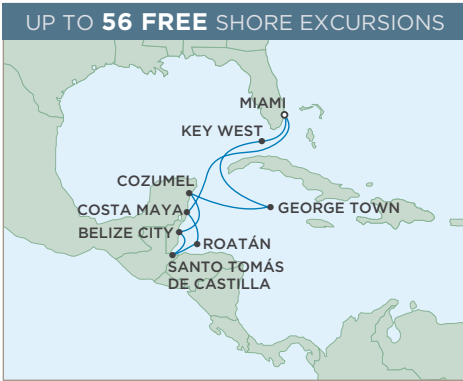 UP TO 56 FREE SHORE EXCURSIONS
MIAMI
KEY WEST
COZUMEL
COSTA MAYA
GEORGE TOWN
BELIZE CITY
ROATÁN
SANTO TOMÁS
DE CASTILLA